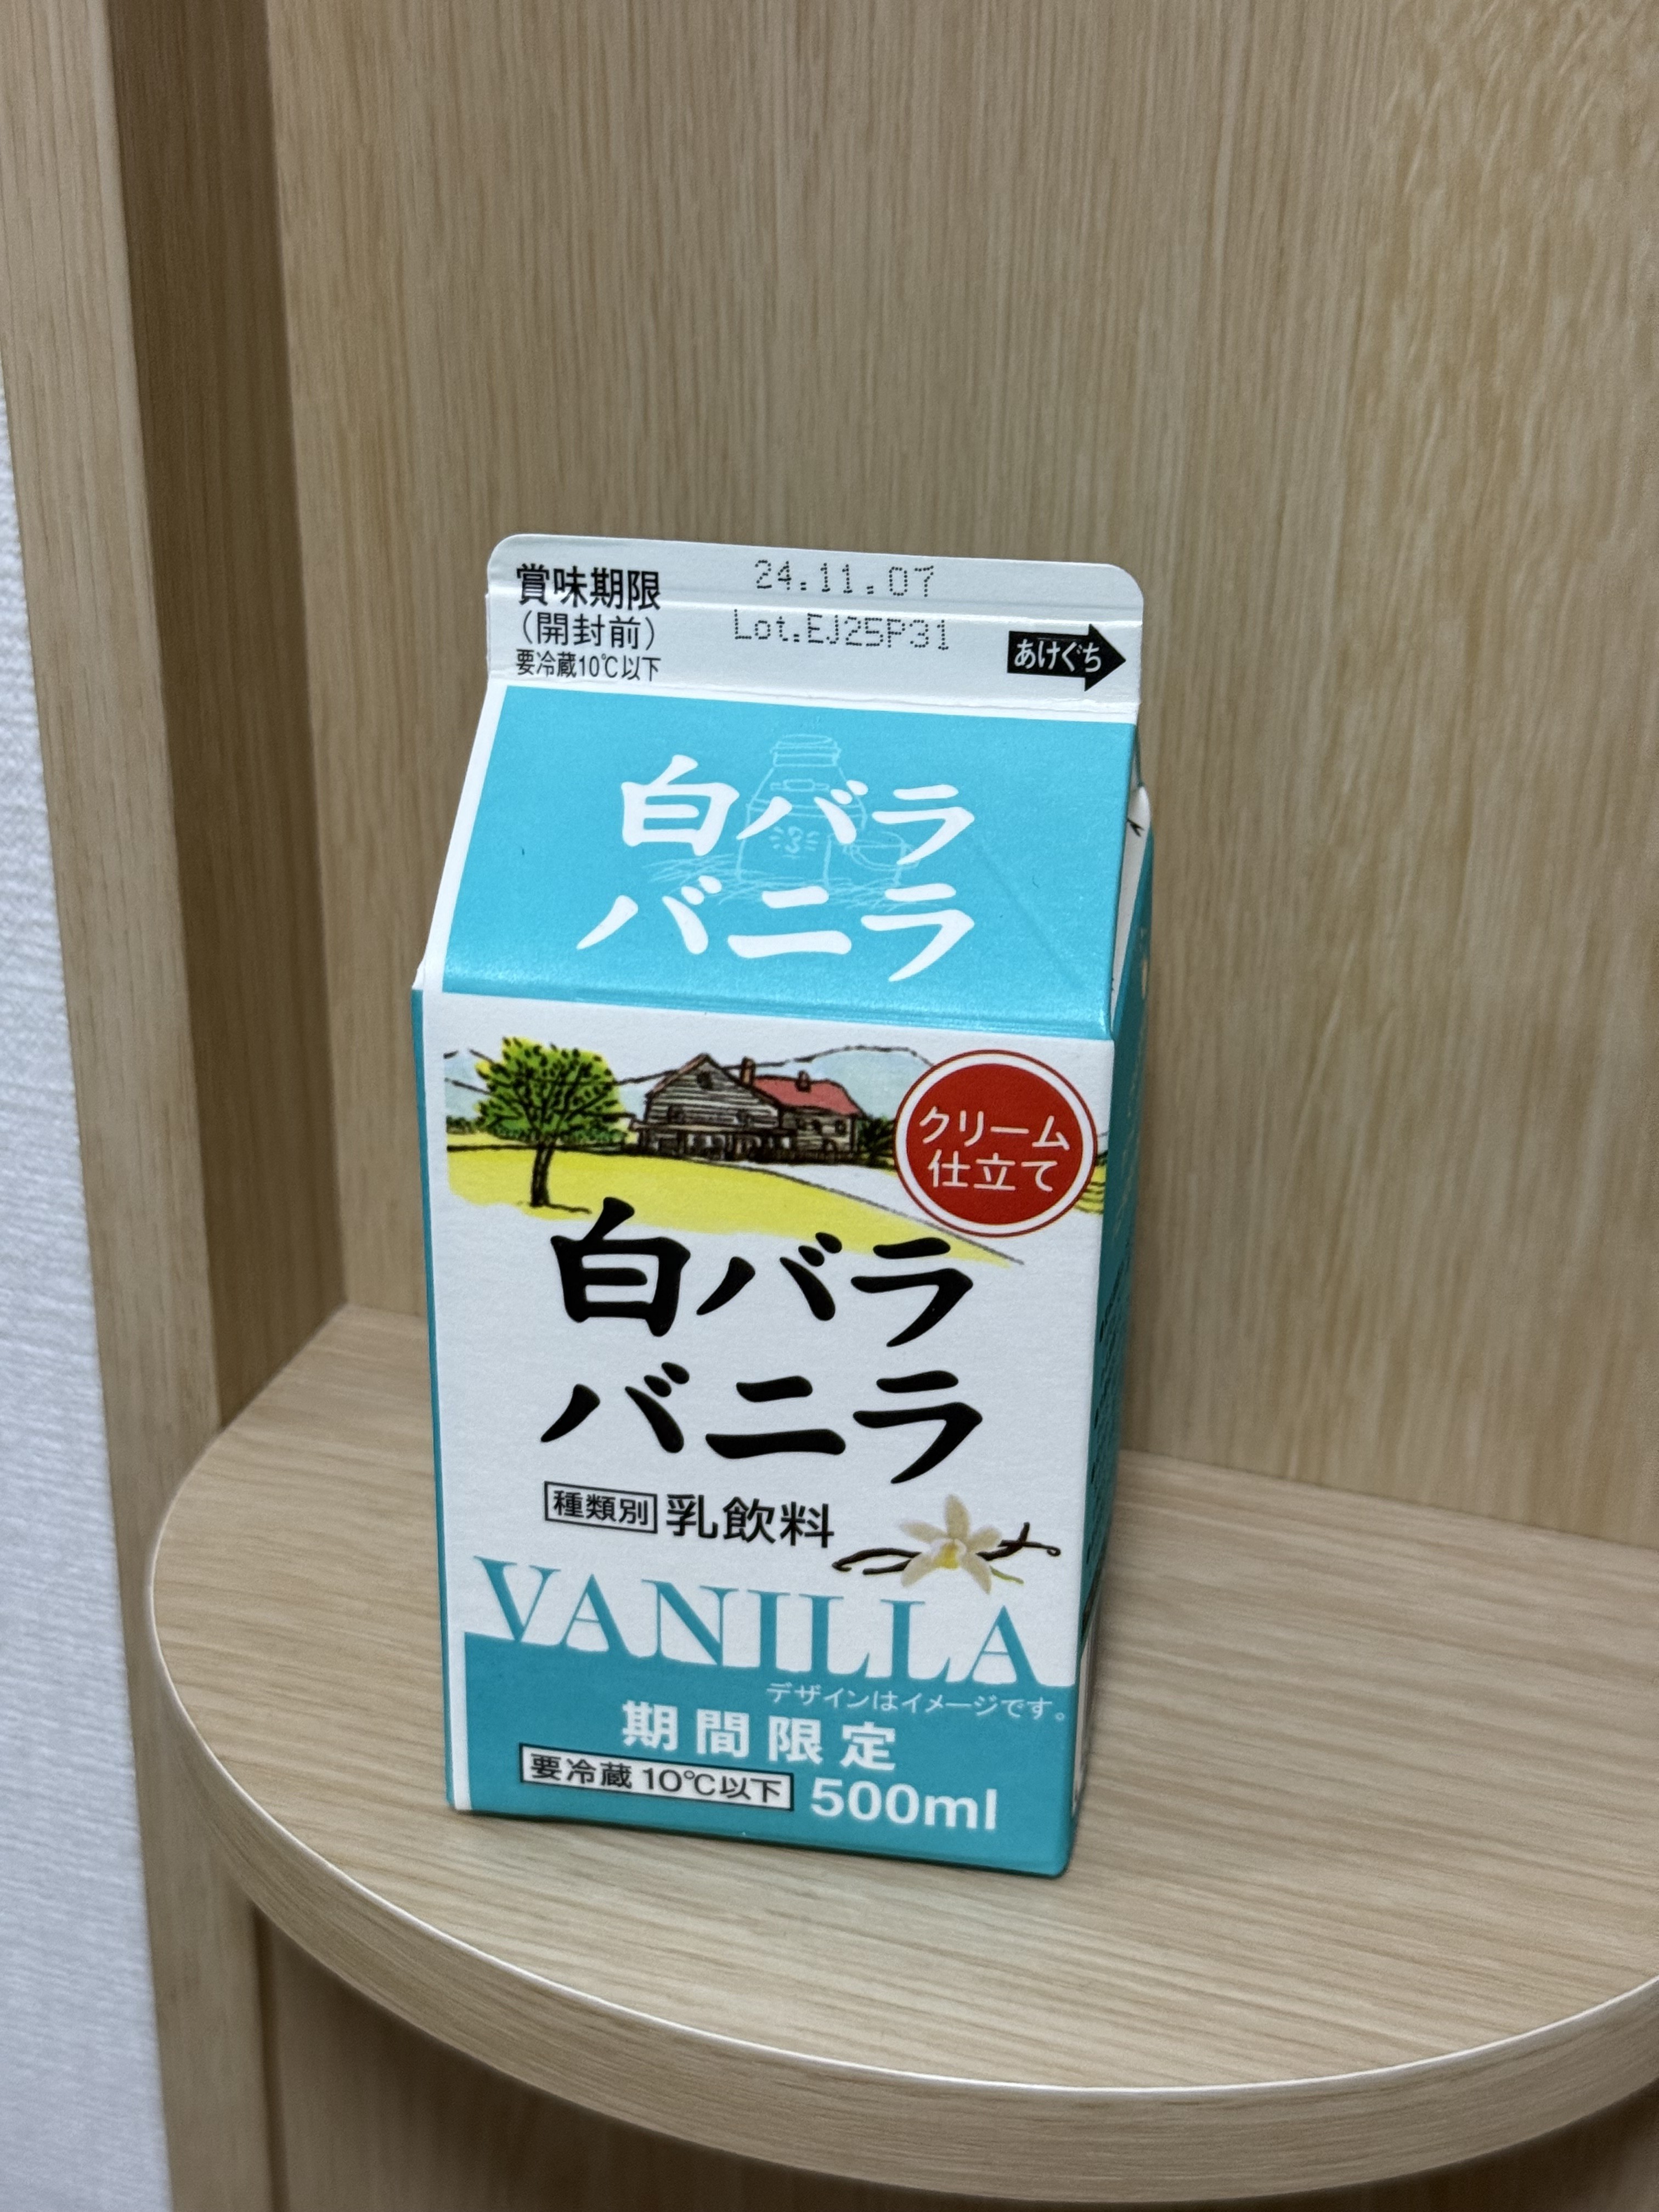 賞味期限
(開封前)
要冷蔵10℃以下
24.11.07
Lot.EJ25P31
あけぐち
白バラ
バニラ
クリーム
仕立て
白バラ
バニラ
種類別 乳飲料
VANILLA
デザインはイメージです。
期間限定
要冷蔵 10℃以下 500ml